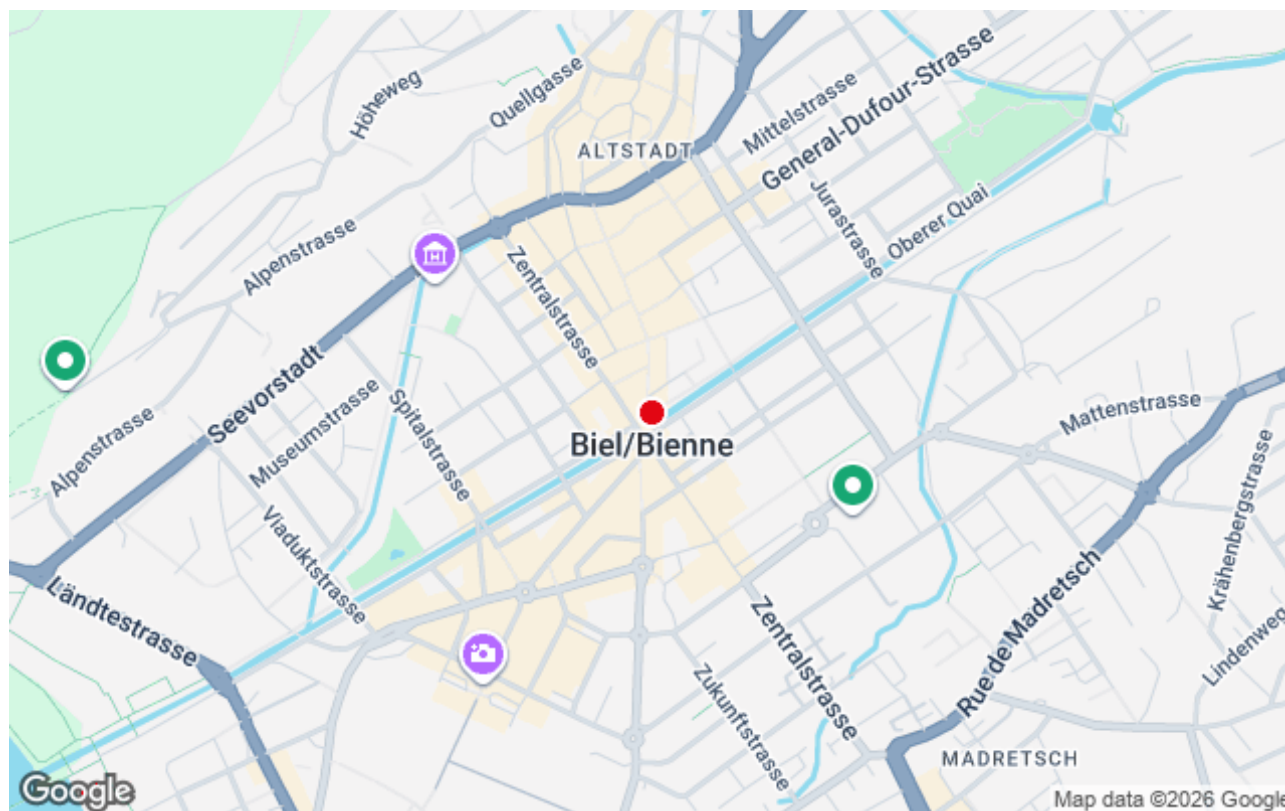 Höheweg
Quellgasse
ALTSTADT
Mittelstrasse
General-Dufour-Strasse
Jurastrasse
Oberer Quai
Alpenstrasse
Zentralstrasse
Seevorstadt
Museumstrasse
Spitalstrasse
Alpenstrasse
Mattenstrasse
Biel/Bienne
Viaduktstrasse
Ländtestrasse
Krähenbergstrasse
Rue de Madretsch
Lindenweg
Zentralstrasse
Zukunftstrasse
MADRETSCH
Google
Map data ©2026 Google